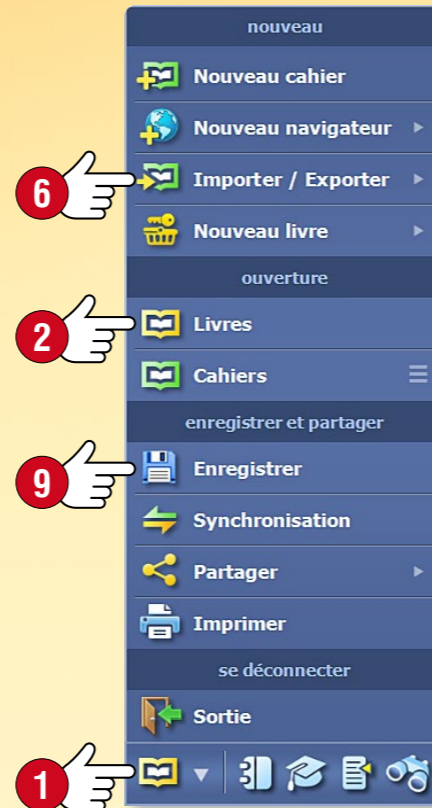 nouveau
Nouveau cahier
Nouveau navigateur
6 Importer / Exporter
Nouveau livre
ouverture
2 Livres
Cahiers
enregistrer et partager
9 Enregistrer
Synchronisation
Partager
Imprimer
se déconnecter
Sortie
1